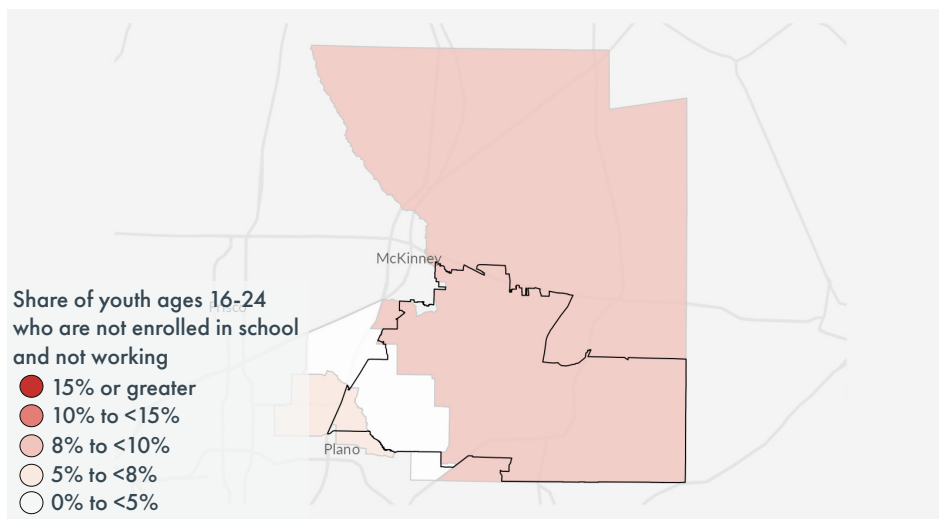 McKinney
Frisco
Share of youth ages 16-24
who are not enrolled in school
and not working
15% or greater
10% to <15%
8% to <10%
5% to <8%
0% to <5%
Plano